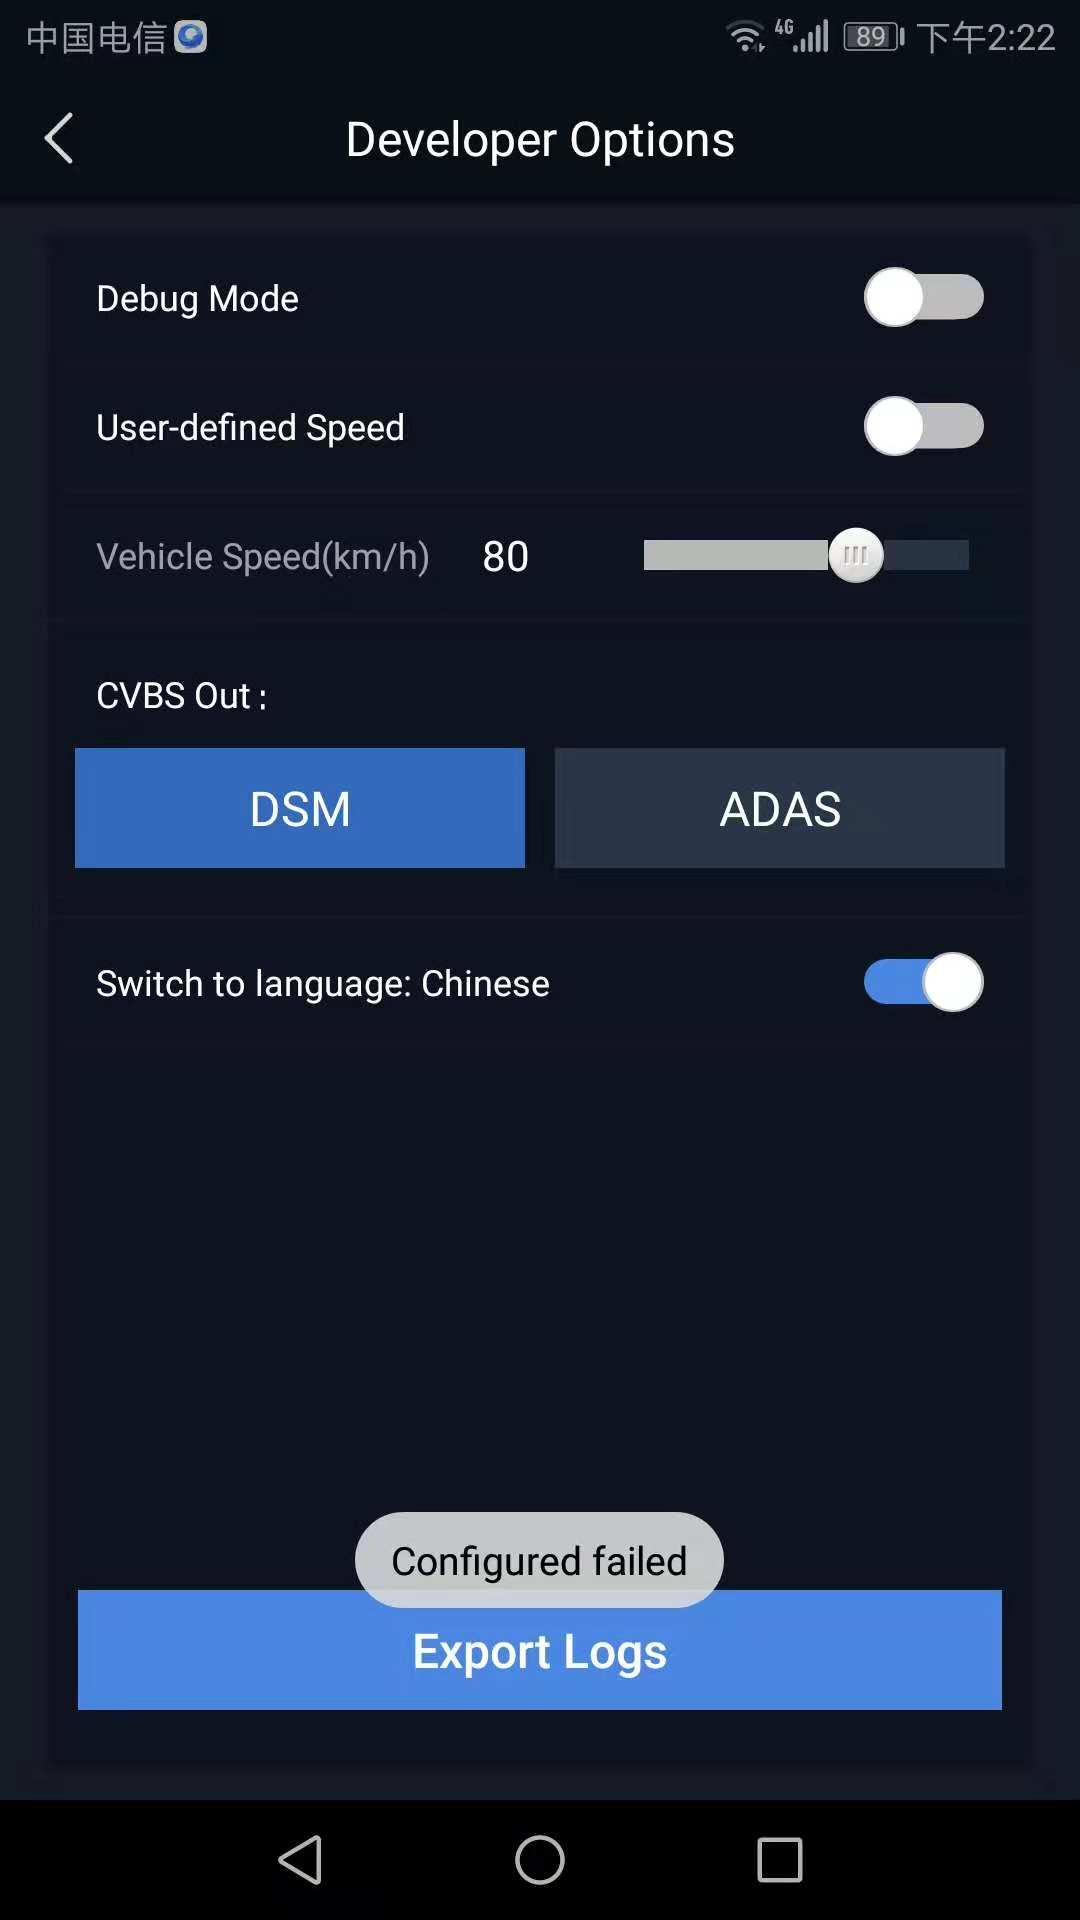 中国电信 4G 89 下午2:22
Developer Options
Debug Mode
User-defined Speed
Vehicle Speed(km/h) 80
CVBS Out :
DSM ADAS
Switch to language: Chinese
Configured failed
Export Logs